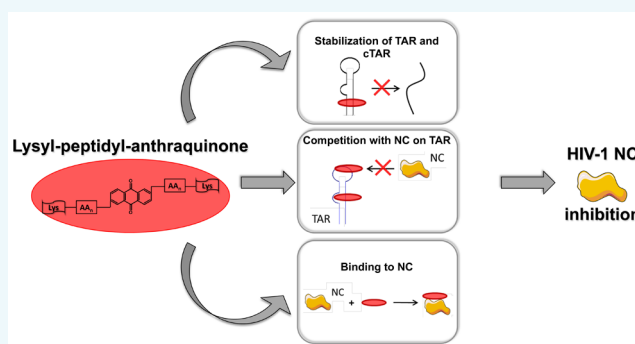 Stabilization of TAR and
cTAR
Lysyl-peptidyl-anthraquinone
Lys
AAn
O
O
AAn
Lys
Competition with NC on TAR
NC
TAR
Binding to NC
NC
+
HIV-1 NC
inhibition